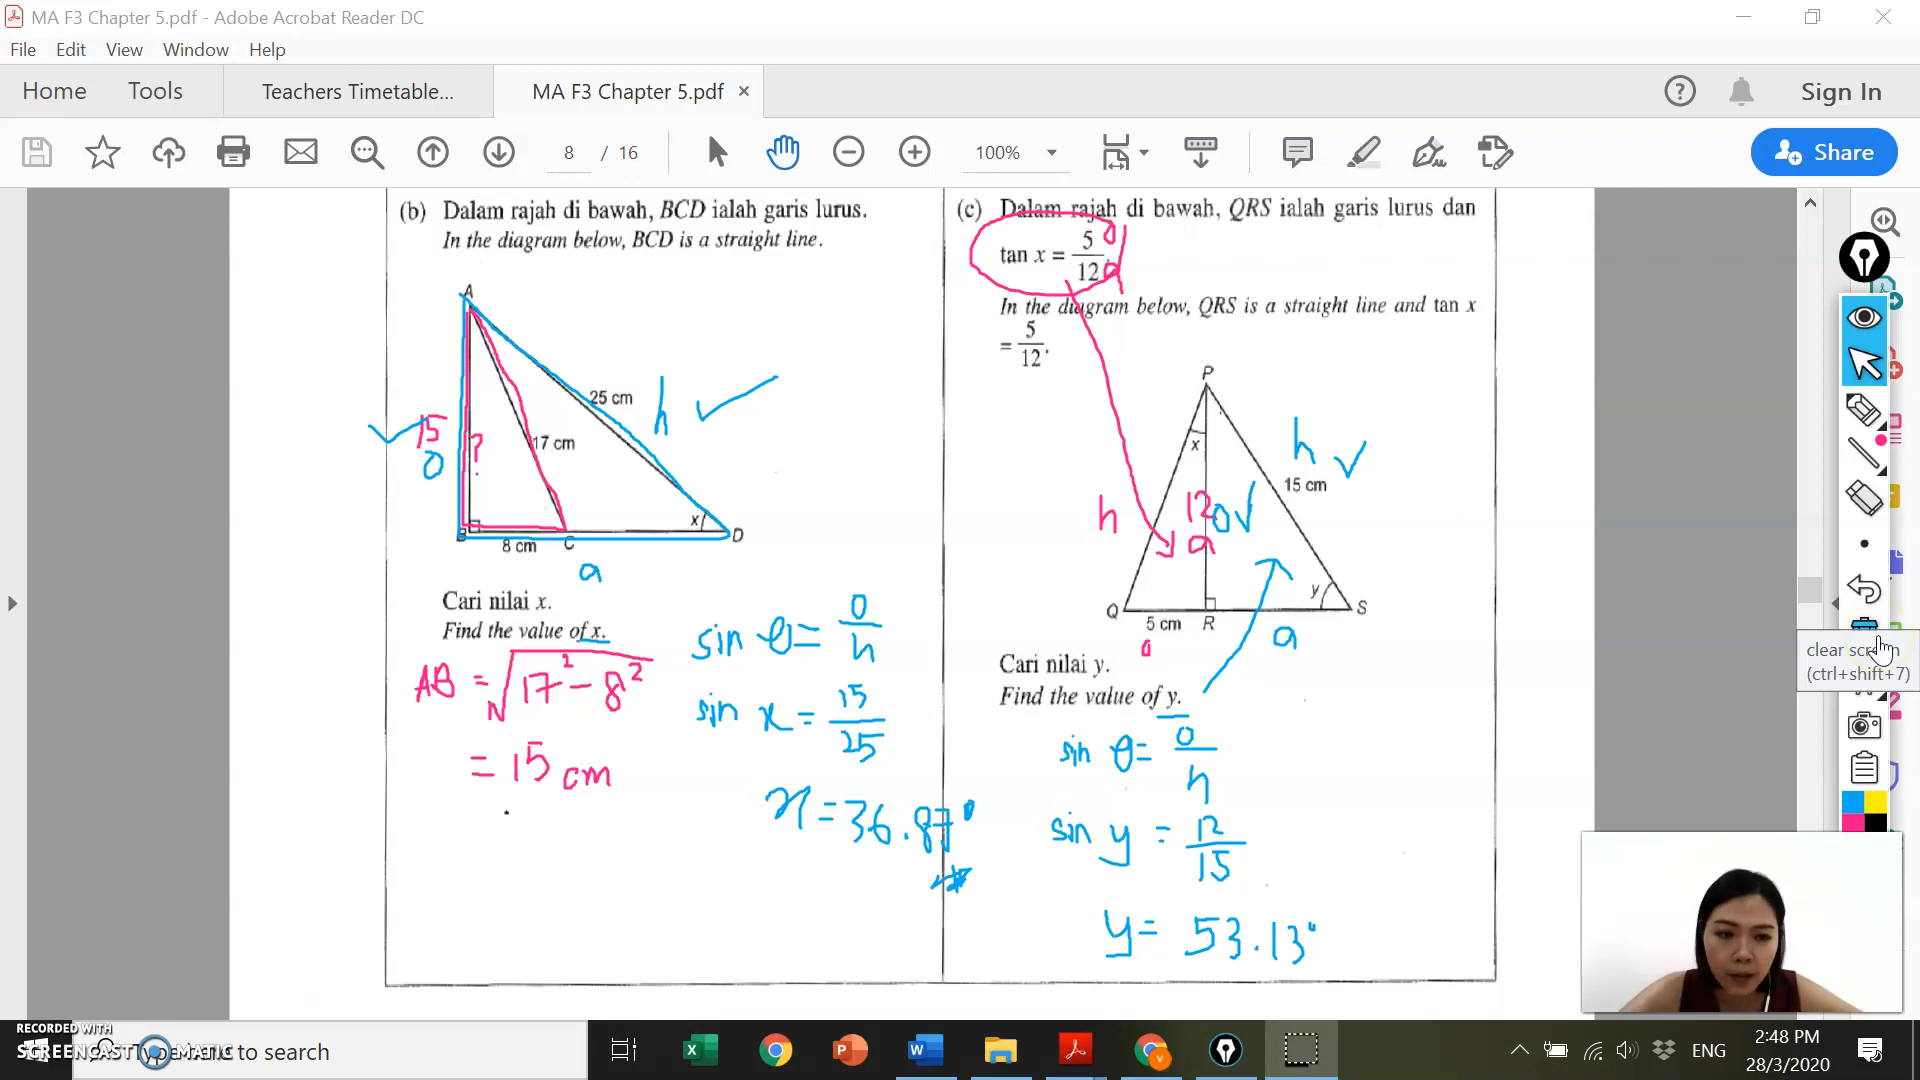 MA F3 Chapter 5.pdf - Adobe Acrobat Reader DC
File Edit View Window Help
Home Tools Teachers Timetable... MA F3 Chapter 5.pdf × Sign In
8 / 16 100% Share
(b) Dalam rajah di bawah, BCD ialah garis lurus.
In the diagram below, BCD is a straight line.
A
25 cm h
15
0
?
17 cm
x
D
B
8 cm C
a
Cari nilai x.
Find the value of x.
AB = √17² - 8²
= 15 cm
sin θ = 0/h
sin x = 15/25
x = 36.87°
(c) Dalam rajah di bawah, QRS ialah garis lurus dan
tan x = 5/12.
o
a
In the diagram below, QRS is a straight line and tan x
= 5/12.
P
x
h
15 cm
h
12
o
a
y
Q 5 cm R S
o a
Cari nilai y.
Find the value of y.
sin θ = 0/h
sin y = 12/15
y = 53.13°
clear screen
(ctrl+shift+7)
RECORDED WITH
SCREENCAST MATIC
to search
ENG
2:48 PM
28/3/2020